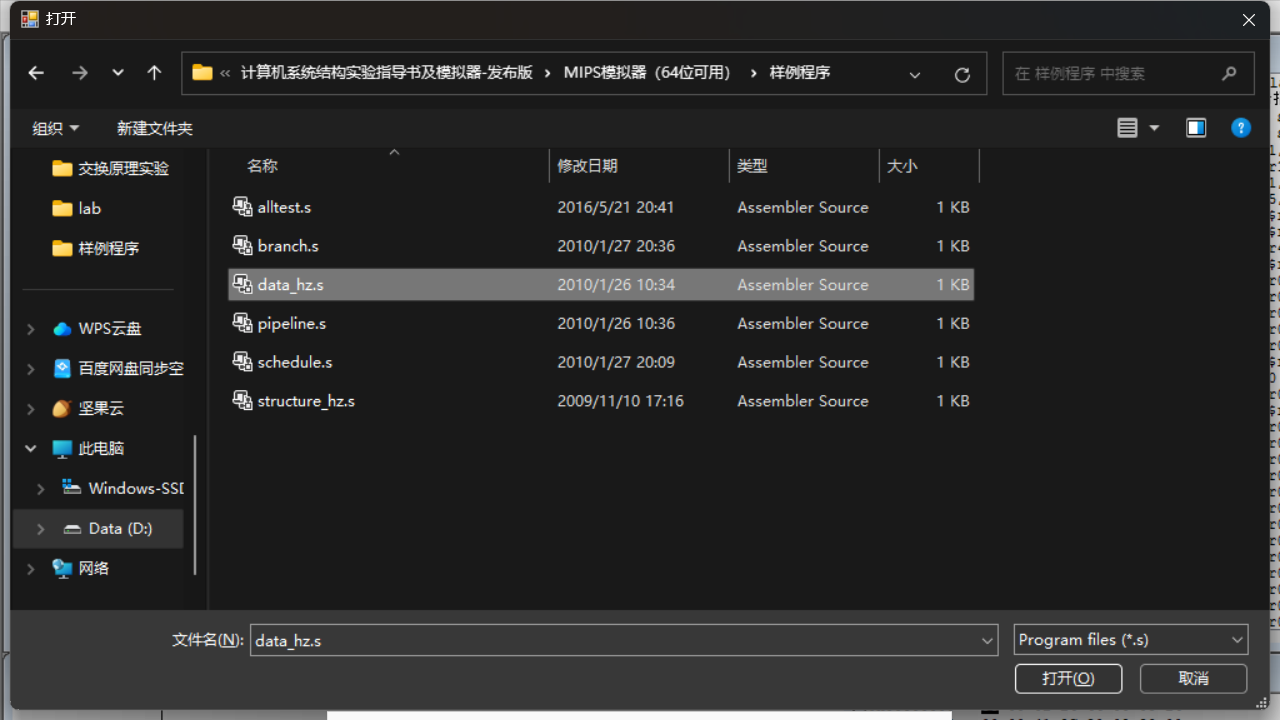 打开
« 计算机系统结构实验指导书及模拟器-发布版 › MIPS模拟器（64位可用） › 样例程序
在 样例程序 中搜索
组织 新建文件夹
名称 修改日期 类型 大小
交换原理实验
lab
样例程序
WPS云盘
百度网盘同步空
坚果云
此电脑
Windows-SSD
Data (D:)
网络
alltest.s 2016/5/21 20:41 Assembler Source 1 KB
branch.s 2010/1/27 20:36 Assembler Source 1 KB
data_hz.s 2010/1/26 10:34 Assembler Source 1 KB
pipeline.s 2010/1/26 10:36 Assembler Source 1 KB
schedule.s 2010/1/27 20:09 Assembler Source 1 KB
structure_hz.s 2009/11/10 17:16 Assembler Source 1 KB
文件名(N): data_hz.s Program files (*.s)
打开(O) 取消